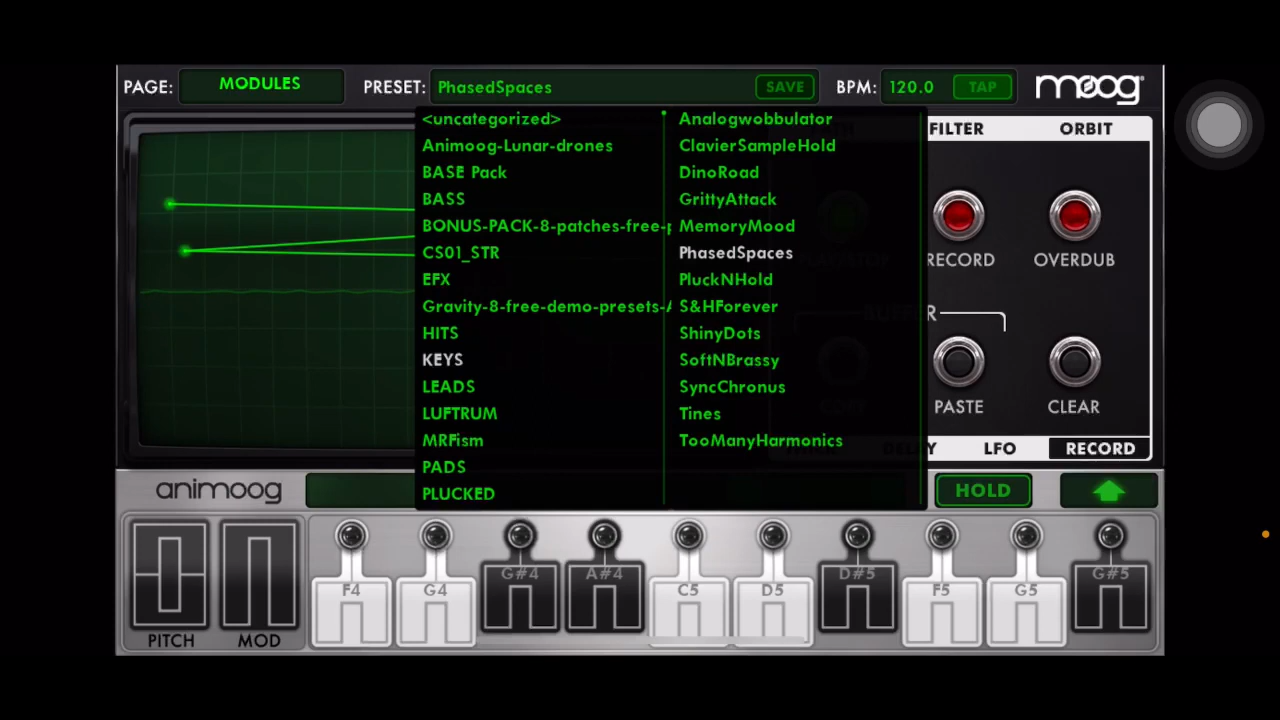 PAGE: MODULES PRESET: PhasedSpaces SAVE BPM: 120.0 TAP moog
<uncategorized>
Animoog-Lunar-drones
BASE Pack
BASS
BONUS-PACK-8-patches-free-p
CS01_STR
EFX
Gravity-8-free-demo-presets-A
HITS
KEYS
LEADS
LUFTRUM
MRFism
PADS
PLUCKED
Analogwobbulator
ClavierSampleHold
DinoRoad
GrittyAttack
MemoryMood
PhasedSpaces
PluckNHold
S&HForever
ShinyDots
SoftNBrassy
SyncChronus
Tines
TooManyHarmonics
FILTER ORBIT
RECORD OVERDUB
PASTE CLEAR
DELAY LFO RECORD
animoog HOLD
F4 G4 G#4 A#4 C5 D5 D#5 F5 G5 G#5
PITCH MOD